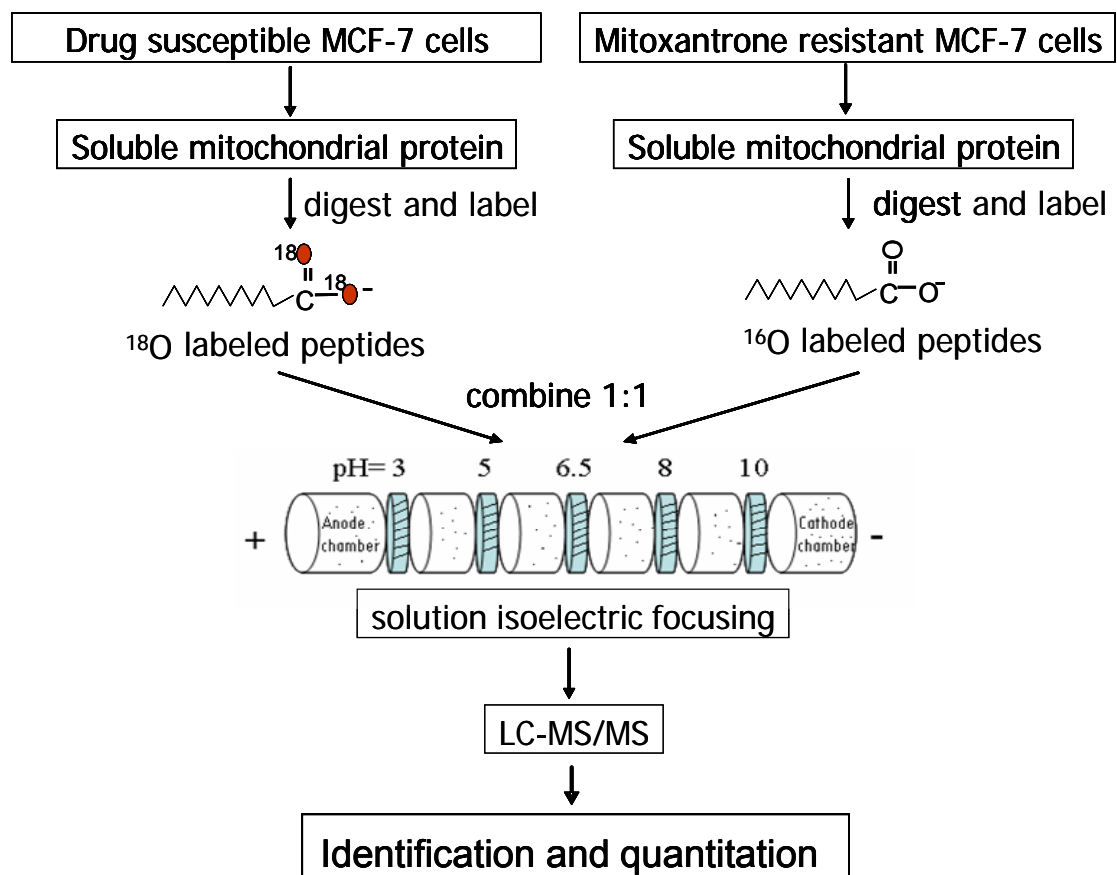 Drug susceptible MCF-7 cells
Mitoxantrone resistant MCF-7 cells
Soluble mitochondrial protein
Soluble mitochondrial protein
digest and label
digest and label
18O
C
18O-
O
C
O-
18O labeled peptides
16O labeled peptides
combine 1:1
pH= 3 5 6.5 8 10
+
Anode
chamber
Cathode
chamber
-
solution isoelectric focusing
LC-MS/MS
Identification and quantitation